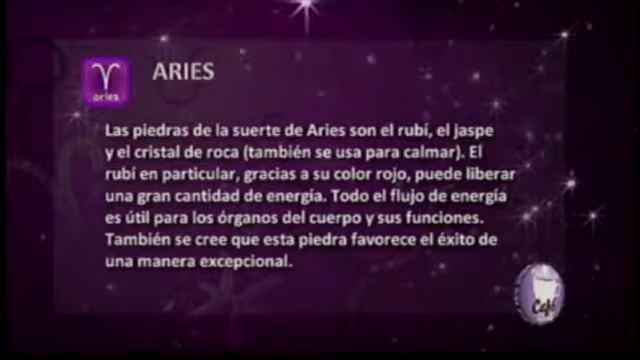 ARIES
aries
Las piedras de la suerte de Aries son el rubí, el jaspe
y el cristal de roca (también se usa para calmar). El
rubí en particular, gracias a su color rojo, puede liberar
una gran cantidad de energía. Todo el flujo de energía
es útil para los órganos del cuerpo y sus funciones.
También se cree que esta piedra favorece el éxito de
una manera excepcional.
Café